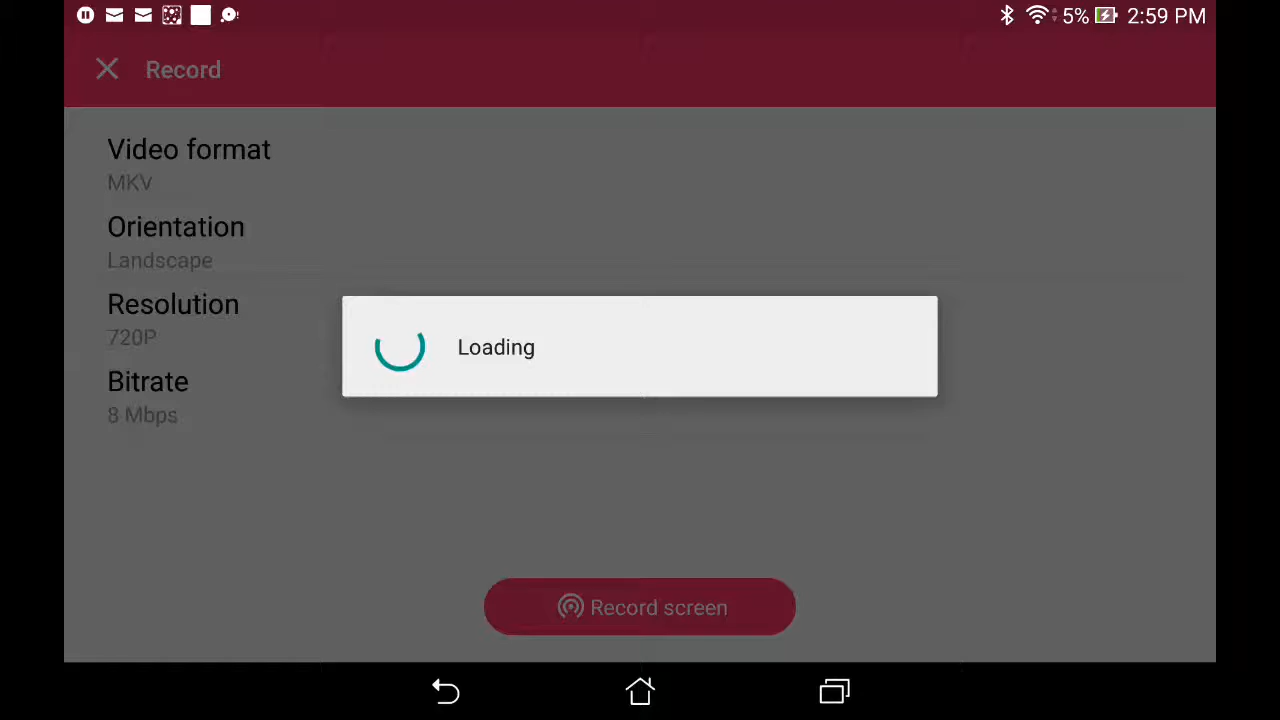 5% 2:59 PM
Record
Video format
MKV
Orientation
Landscape
Resolution
720P
Loading
Bitrate
8 Mbps
Record screen